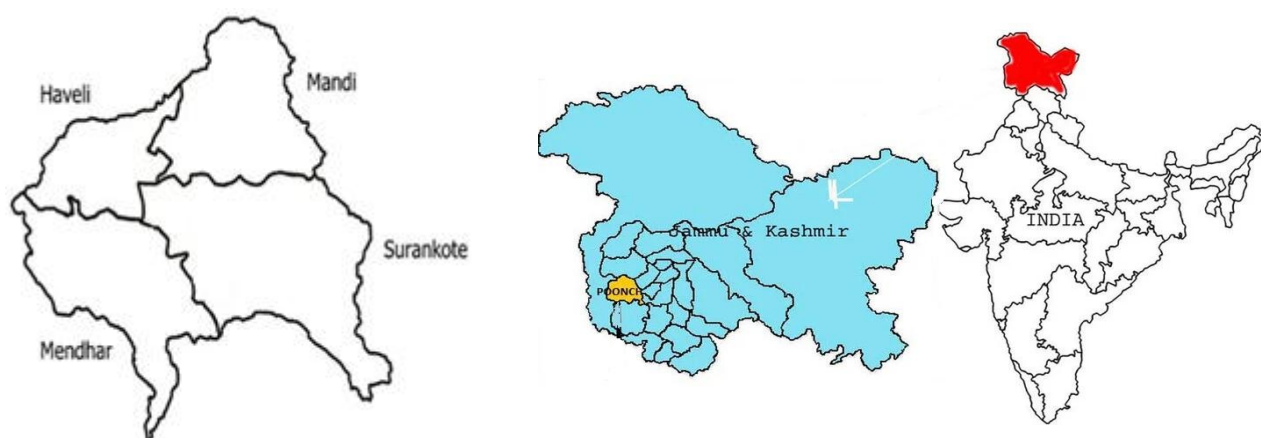 Haveli
Mandi
Surankote
Mendhar
Jammu & Kashmir
POONCH
INDIA